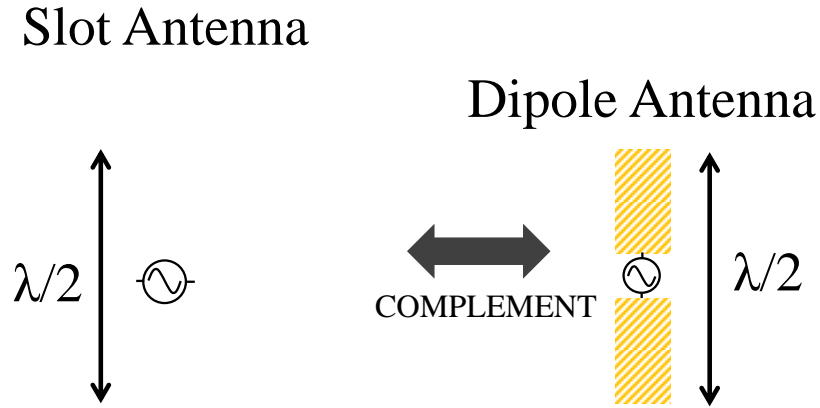 Slot Antenna
Dipole Antenna
λ/2
COMPLEMENT
λ/2